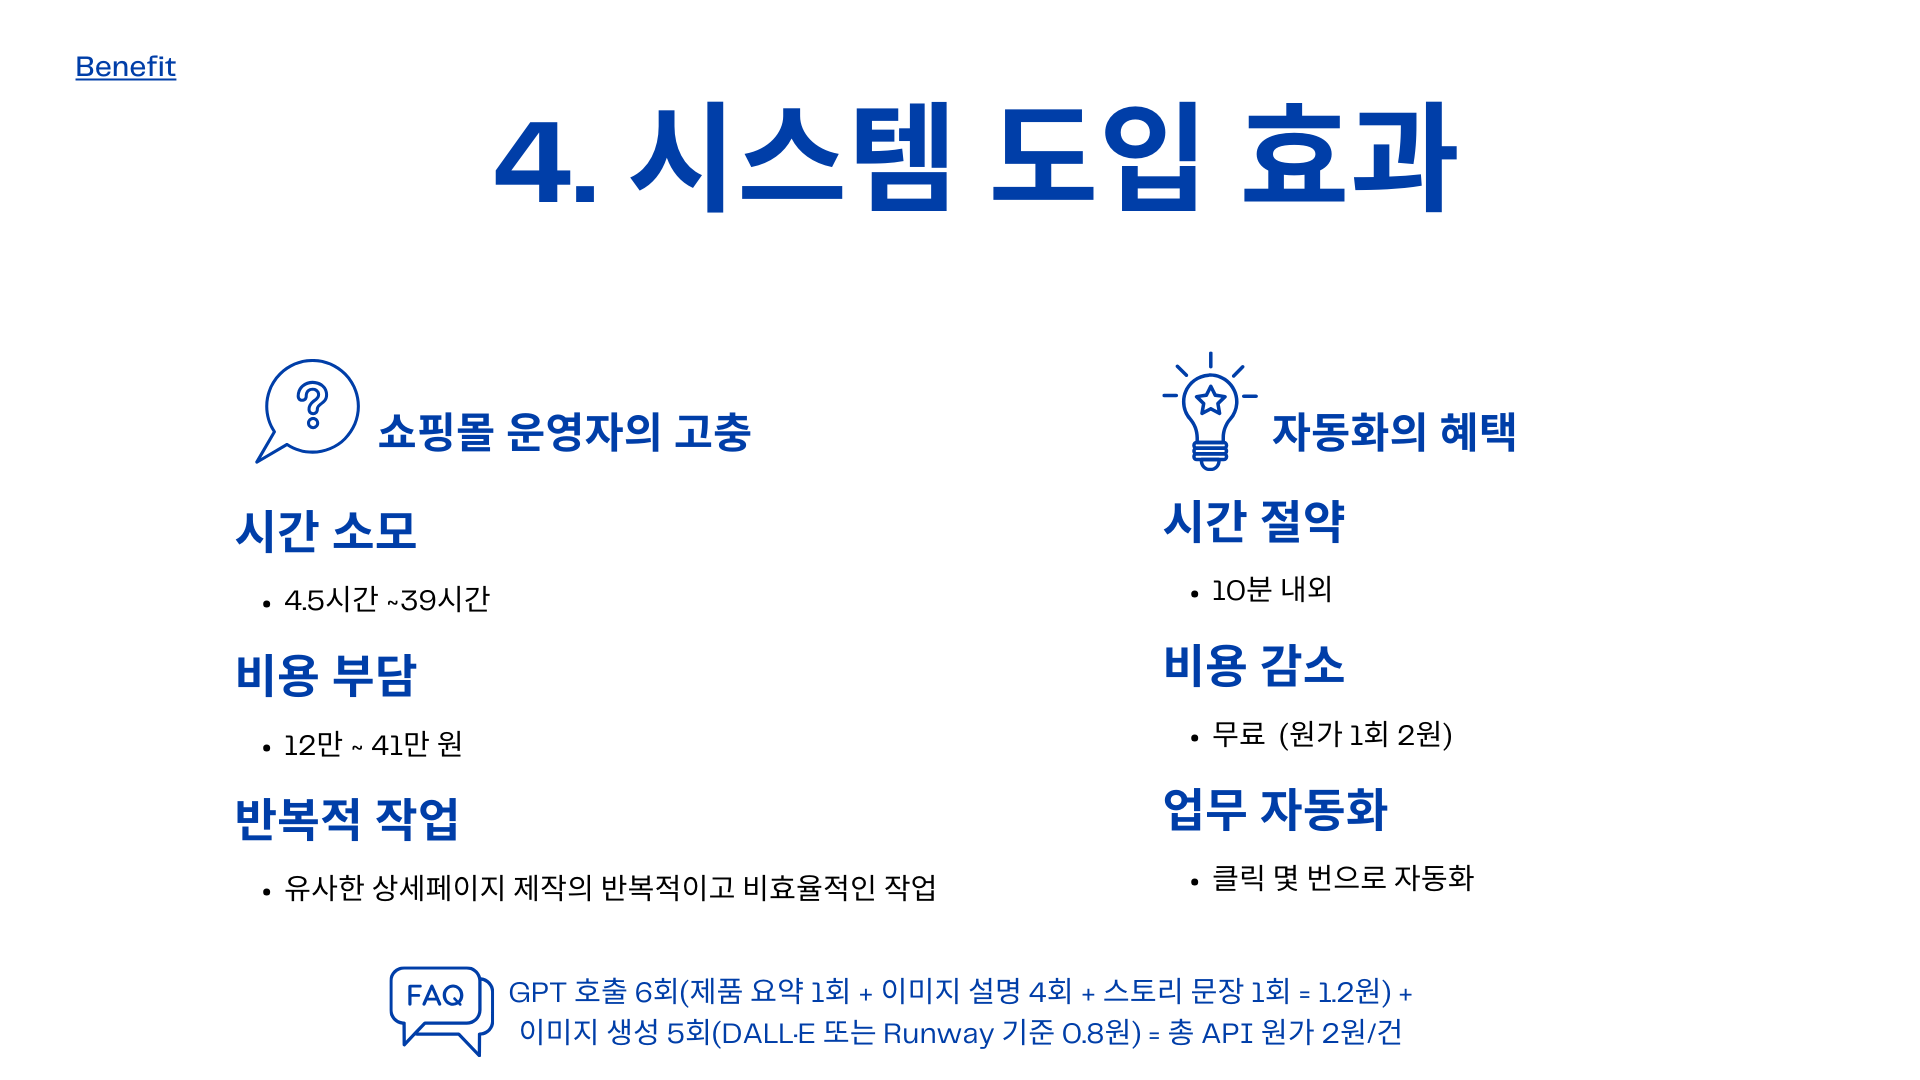 Benefit
4. 시스템 도입 효과
쇼핑몰 운영자의 고충
시간 소모
• 4.5시간 ~39시간
비용 부담
• 12만 ~ 41만 원
반복적 작업
• 유사한 상세페이지 제작의 반복적이고 비효율적인 작업
자동화의 혜택
시간 절약
• 10분 내외
비용 감소
• 무료  (원가 1회 2원)
업무 자동화
• 클릭 몇 번으로 자동화
FAQ
GPT 호출 6회(제품 요약 1회 + 이미지 설명 4회 + 스토리 문장 1회 = 1.2원) +
이미지 생성 5회(DALL·E 또는 Runway 기준 0.8원) = 총 API 원가 2원/건